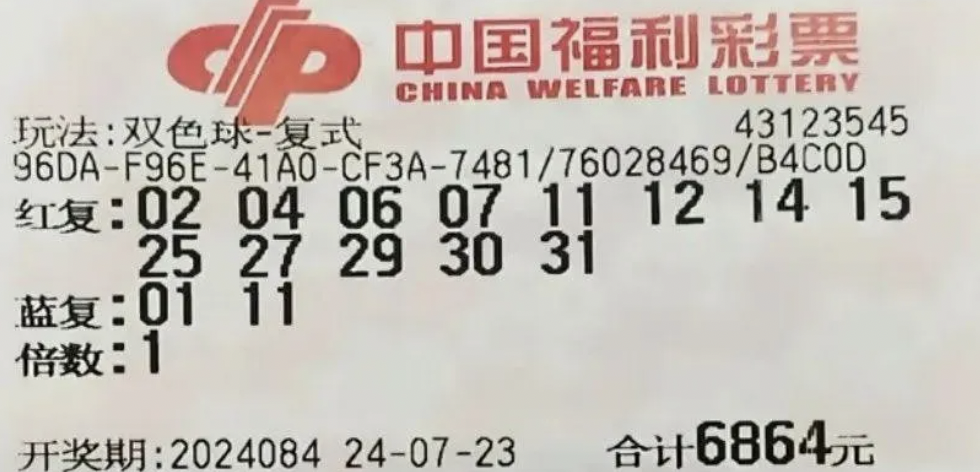 中国福利彩票
CHINA WELFARE LOTTERY
玩法:双色球-复式 43123545
96DA-F96E-41A0-CF3A-7481/76028469/B4C0D
红复:02 04 06 07 11 12 14 15
25 27 29 30 31
蓝复:01 11
倍数:1
开奖期:2024084 24-07-23 合计6864元